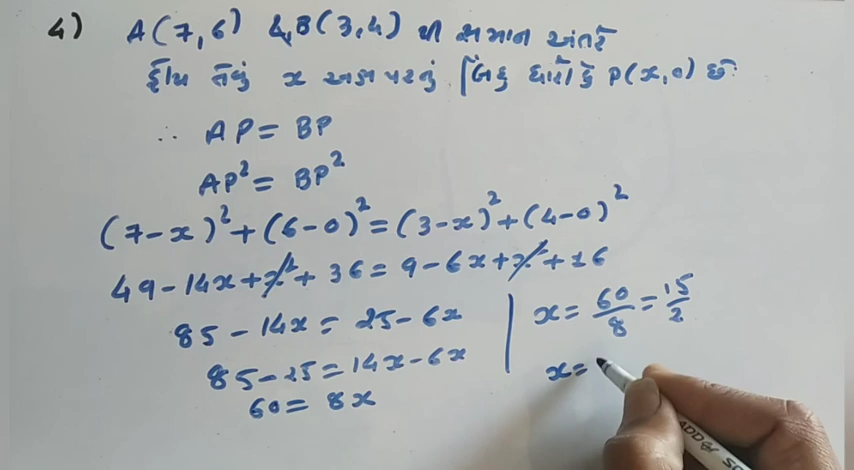 4) A(7,6) & B(3,4) થી સમાન અંતરે
હોય તેવું x અક્ષ પરનું બિંદુ ધારોકે P(x,0) છે.
∴ AP = BP
AP² = BP²
(7-x)² + (6-0)² = (3-x)² + (4-0)²
49-14x+x²+36 = 9-6x+x²+16
85-14x = 25-6x
85-25 = 14x-6x
60 = 8x
x = 60/8 = 15/2
x =